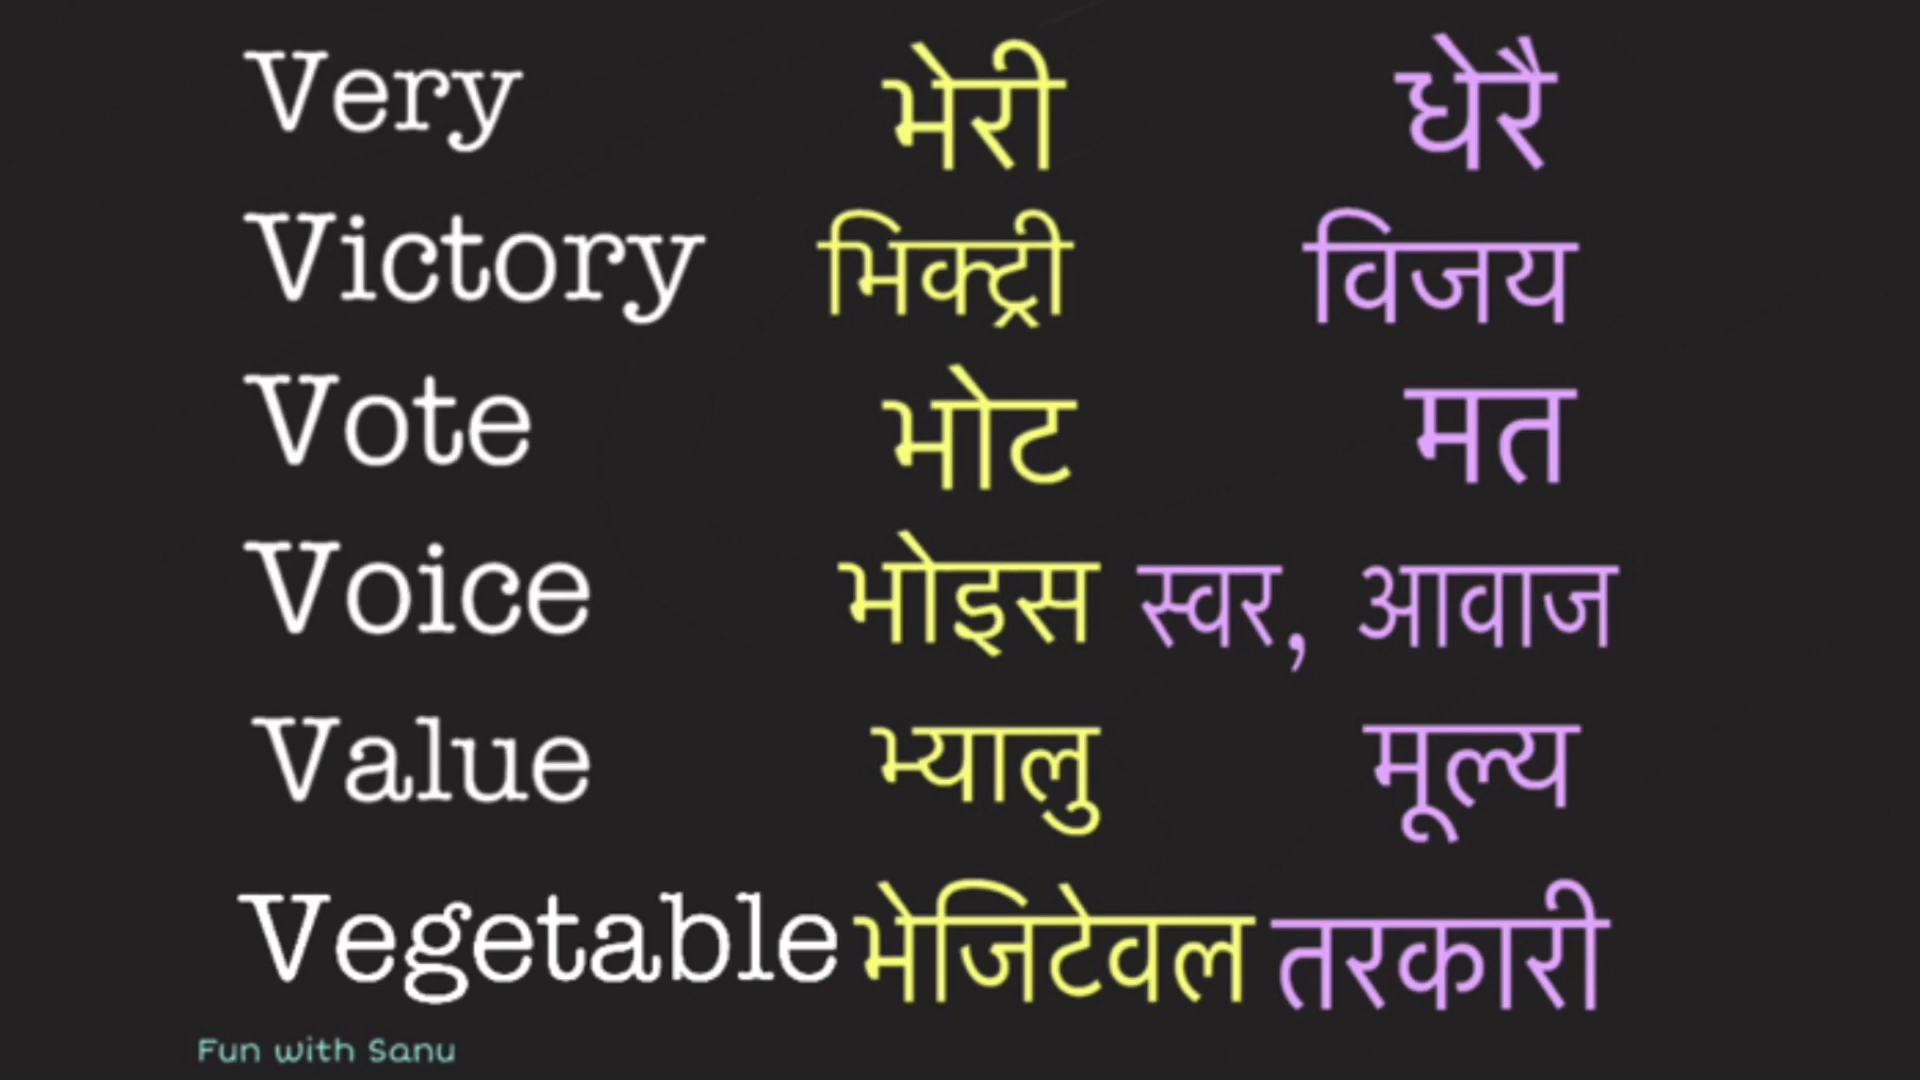 Very भेरी धेरै
Victory भिक्ट्री विजय
Vote भोट मत
Voice भोइस स्वर, आवाज
Value भ्यालु मूल्य
Vegetable भेजिटेवल तरकारी
Fun with Sanu